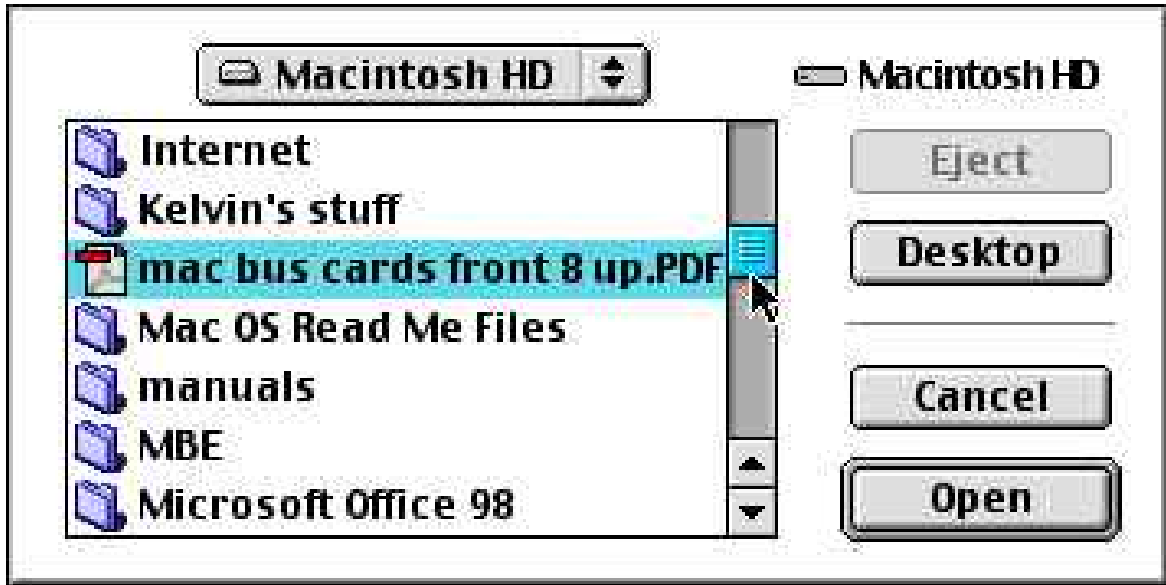 Macintosh HD
Macintosh HD
Internet
Kelvin's stuff
mac bus cards front 8 up.PDF
Mac OS Read Me Files
manuals
MBE
Microsoft Office 98
Eject
Desktop
Cancel
Open